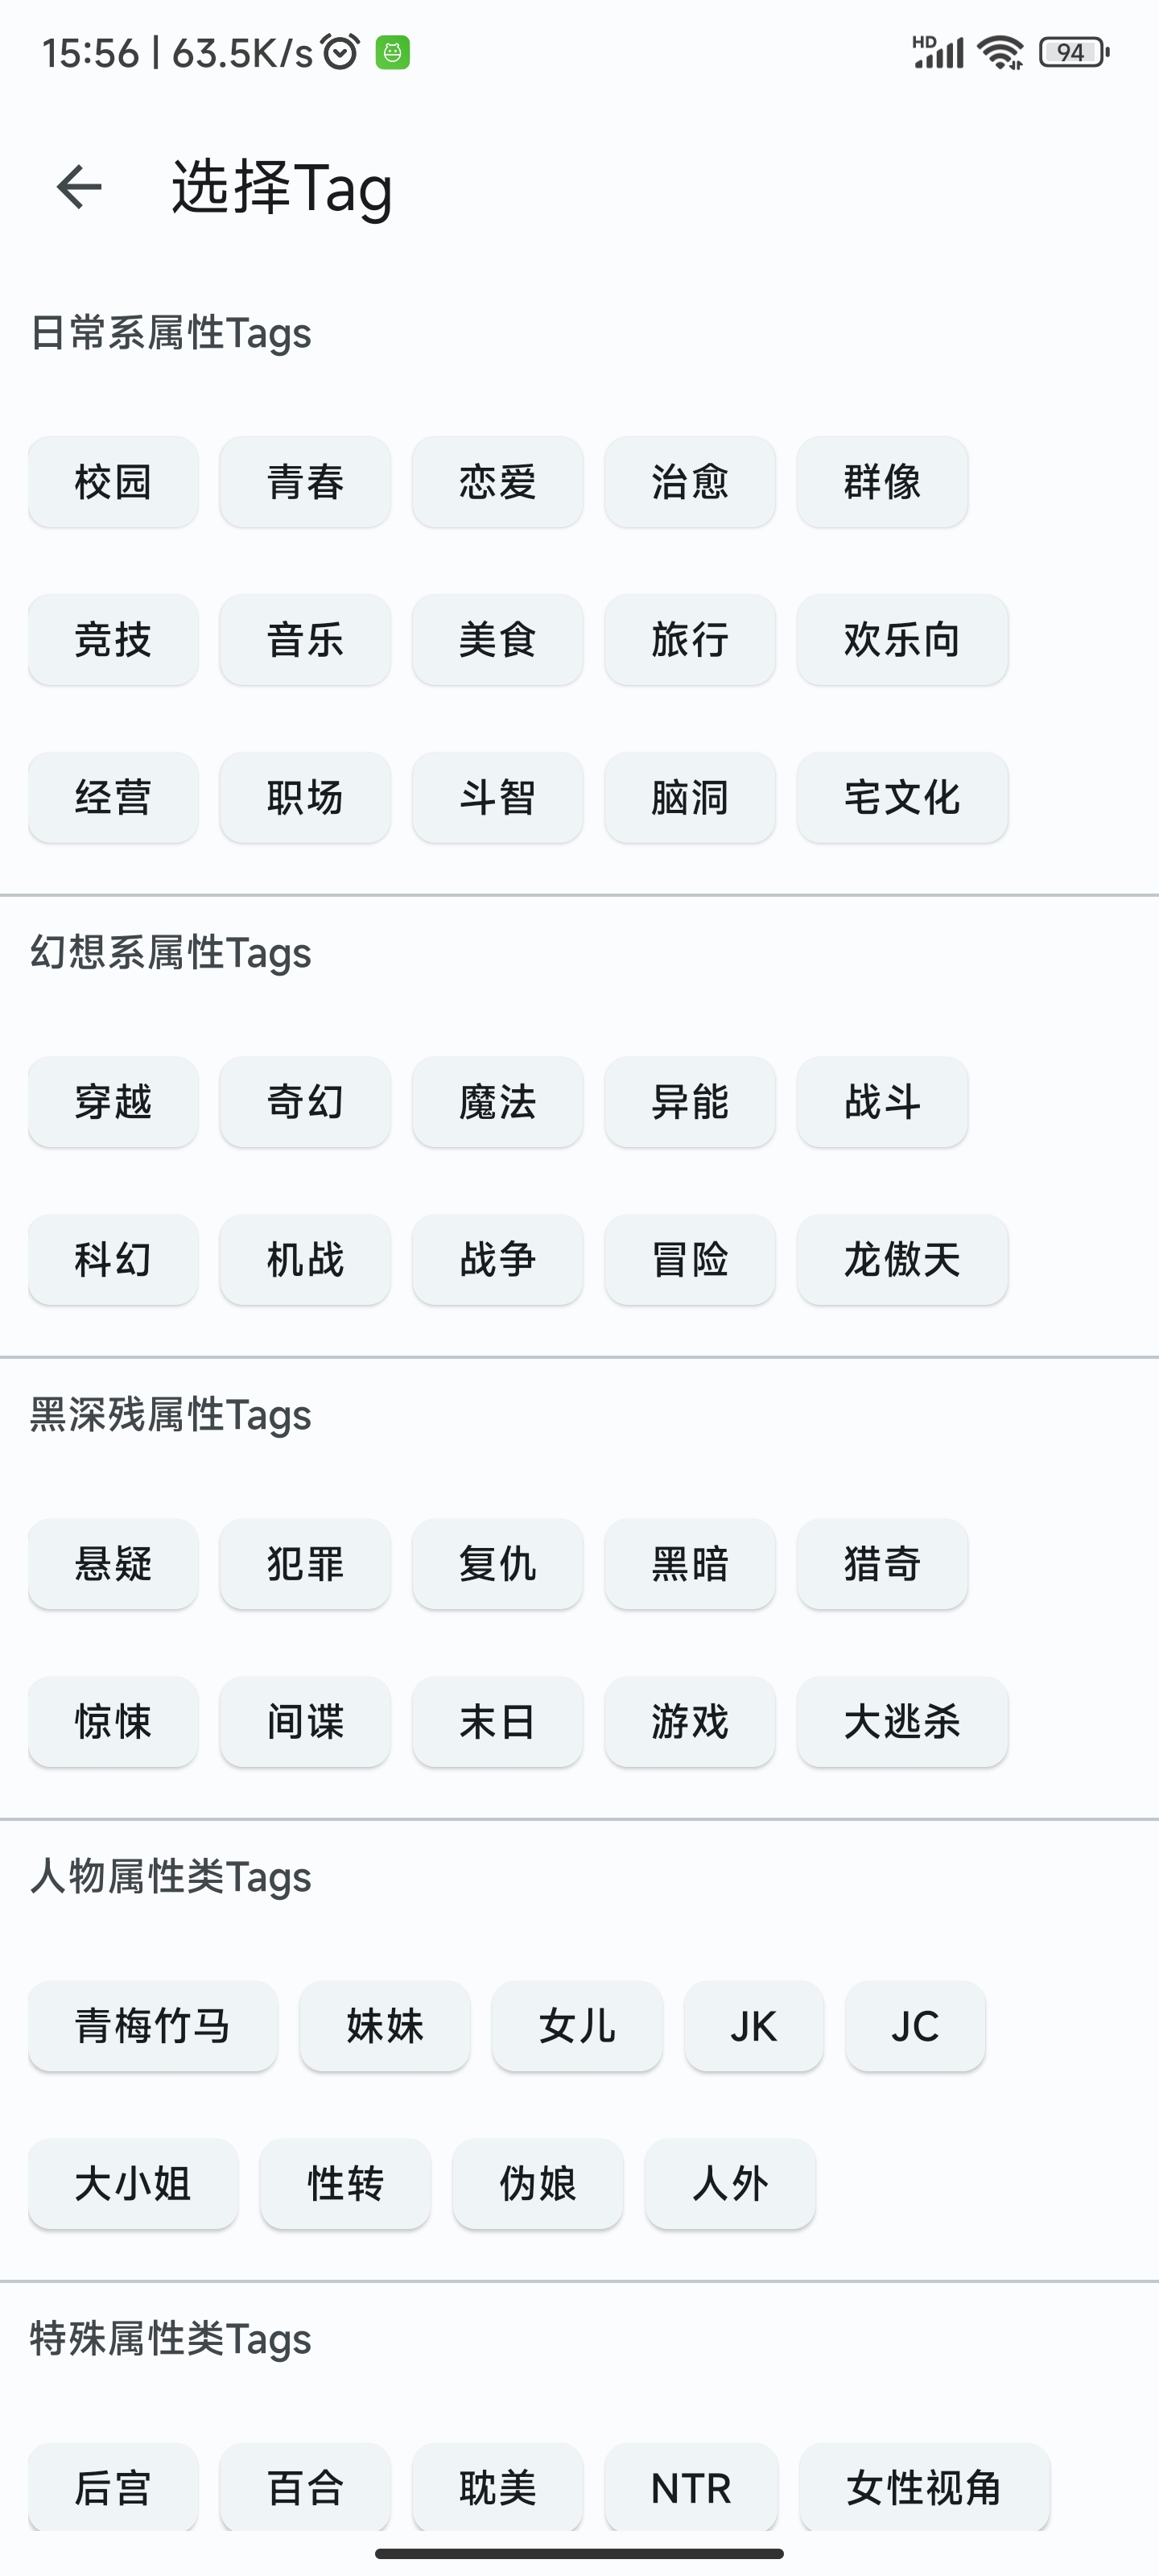 15:56 | 63.5K/s HD 94
选择Tag
日常系属性Tags
校园 青春 恋爱 治愈 群像
竞技 音乐 美食 旅行 欢乐向
经营 职场 斗智 脑洞 宅文化
幻想系属性Tags
穿越 奇幻 魔法 异能 战斗
科幻 机战 战争 冒险 龙傲天
黑深残属性Tags
悬疑 犯罪 复仇 黑暗 猎奇
惊悚 间谍 末日 游戏 大逃杀
人物属性类Tags
青梅竹马 妹妹 女儿 JK JC
大小姐 性转 伪娘 人外
特殊属性类Tags
后宫 百合 耽美 NTR 女性视角